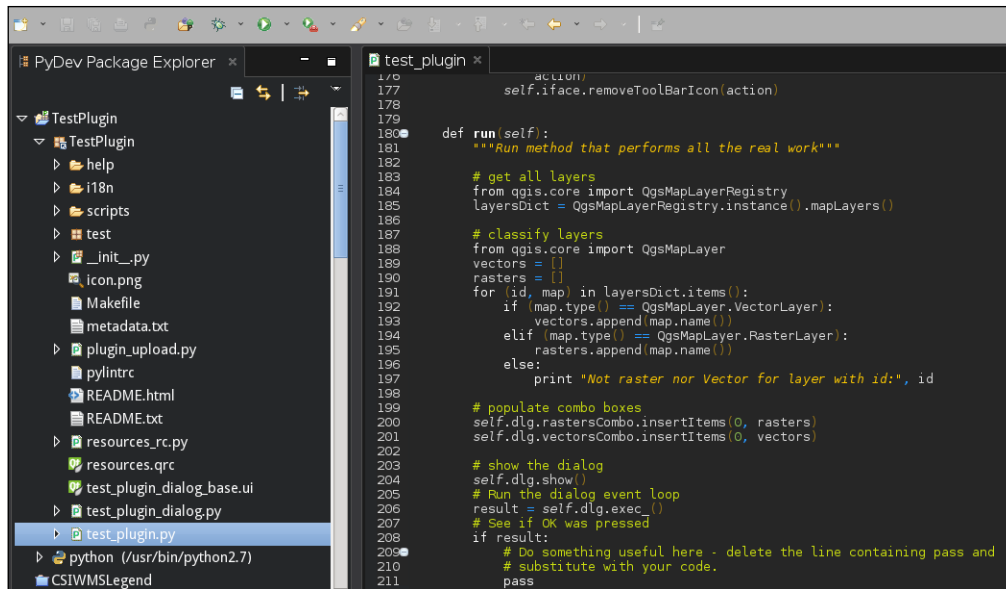 PyDev Package Explorer
TestPlugin
TestPlugin
help
i18n
scripts
test
__init__.py
icon.png
Makefile
metadata.txt
plugin_upload.py
pylintrc
README.html
README.txt
resources_rc.py
resources.qrc
test_plugin_dialog_base.ui
test_plugin_dialog.py
test_plugin.py
python (/usr/bin/python2.7)
CSIWMSLegend
test_plugin
176 action)
177 self.iface.removeToolBarIcon(action)
178
179
180 def run(self):
181 """Run method that performs all the real work"""
182
183 # get all layers
184 from qgis.core import QgsMapLayerRegistry
185 layersDict = QgsMapLayerRegistry.instance().mapLayers()
186
187 # classify layers
188 from qgis.core import QgsMapLayer
189 vectors = []
190 rasters = []
191 for (id, map) in layersDict.items():
192 if (map.type() == QgsMapLayer.VectorLayer):
193 vectors.append(map.name())
194 elif (map.type() == QgsMapLayer.RasterLayer):
195 rasters.append(map.name())
196 else:
197 print "Not raster nor Vector for layer with id:", id
198
199 # populate combo boxes
200 self.dlg.rastersCombo.insertItems(0, rasters)
201 self.dlg.vectorsCombo.insertItems(0, vectors)
202
203 # show the dialog
204 self.dlg.show()
205 # Run the dialog event loop
206 result = self.dlg.exec_()
207 # See if OK was pressed
208 if result:
209 # Do something useful here - delete the line containing pass and
210 # substitute with your code.
211 pass